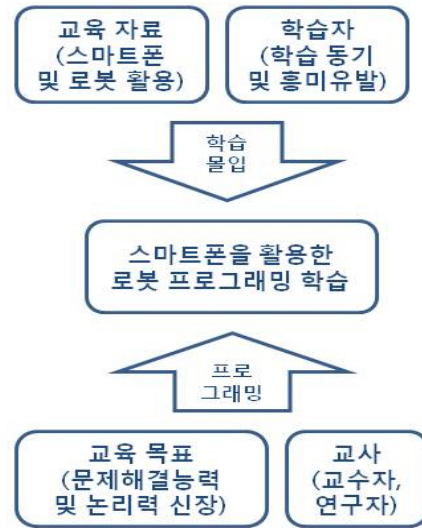 교육 자료
(스마트폰
및 로봇 활용)
학습자
(학습 동기
및 흥미유발)
학습
몰입
스마트폰을 활용한
로봇 프로그래밍 학습
프로
그래밍
교육 목표
(문제해결능력
및 논리력 신장)
교사
(교수자,
연구자)